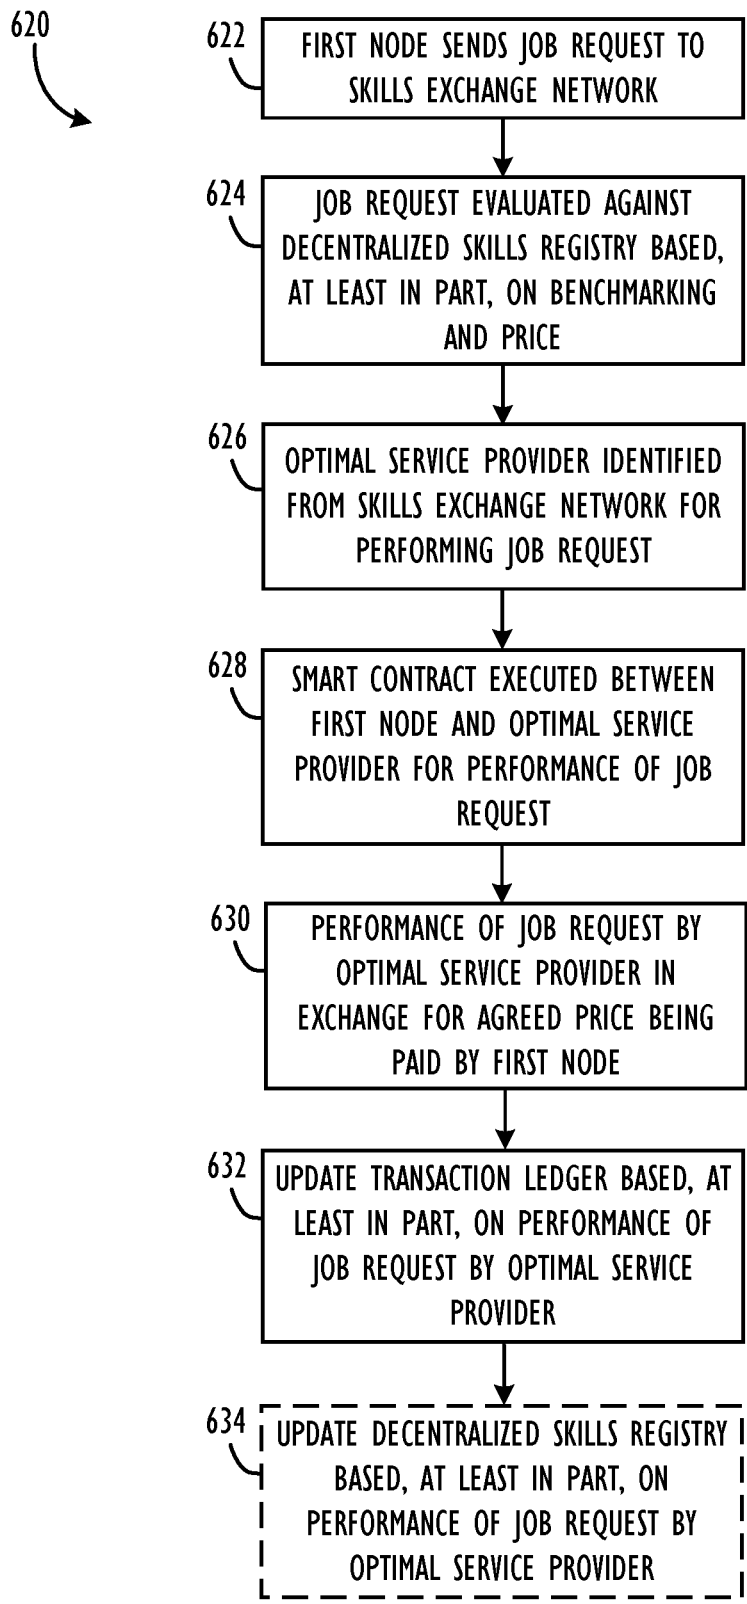 620
622
FIRST NODE SENDS JOB REQUEST TO
SKILLS EXCHANGE NETWORK
624
JOB REQUEST EVALUATED AGAINST
DECENTRALIZED SKILLS REGISTRY BASED,
AT LEAST IN PART, ON BENCHMARKING
AND PRICE
626
OPTIMAL SERVICE PROVIDER IDENTIFIED
FROM SKILLS EXCHANGE NETWORK FOR
PERFORMING JOB REQUEST
628
SMART CONTRACT EXECUTED BETWEEN
FIRST NODE AND OPTIMAL SERVICE
PROVIDER FOR PERFORMANCE OF JOB
REQUEST
630
PERFORMANCE OF JOB REQUEST BY
OPTIMAL SERVICE PROVIDER IN
EXCHANGE FOR AGREED PRICE BEING
PAID BY FIRST NODE
632
UPDATE TRANSACTION LEDGER BASED, AT
LEAST IN PART, ON PERFORMANCE OF
JOB REQUEST BY OPTIMAL SERVICE
PROVIDER
634
UPDATE DECENTRALIZED SKILLS REGISTRY
BASED, AT LEAST IN PART, ON
PERFORMANCE OF JOB REQUEST BY
OPTIMAL SERVICE PROVIDER